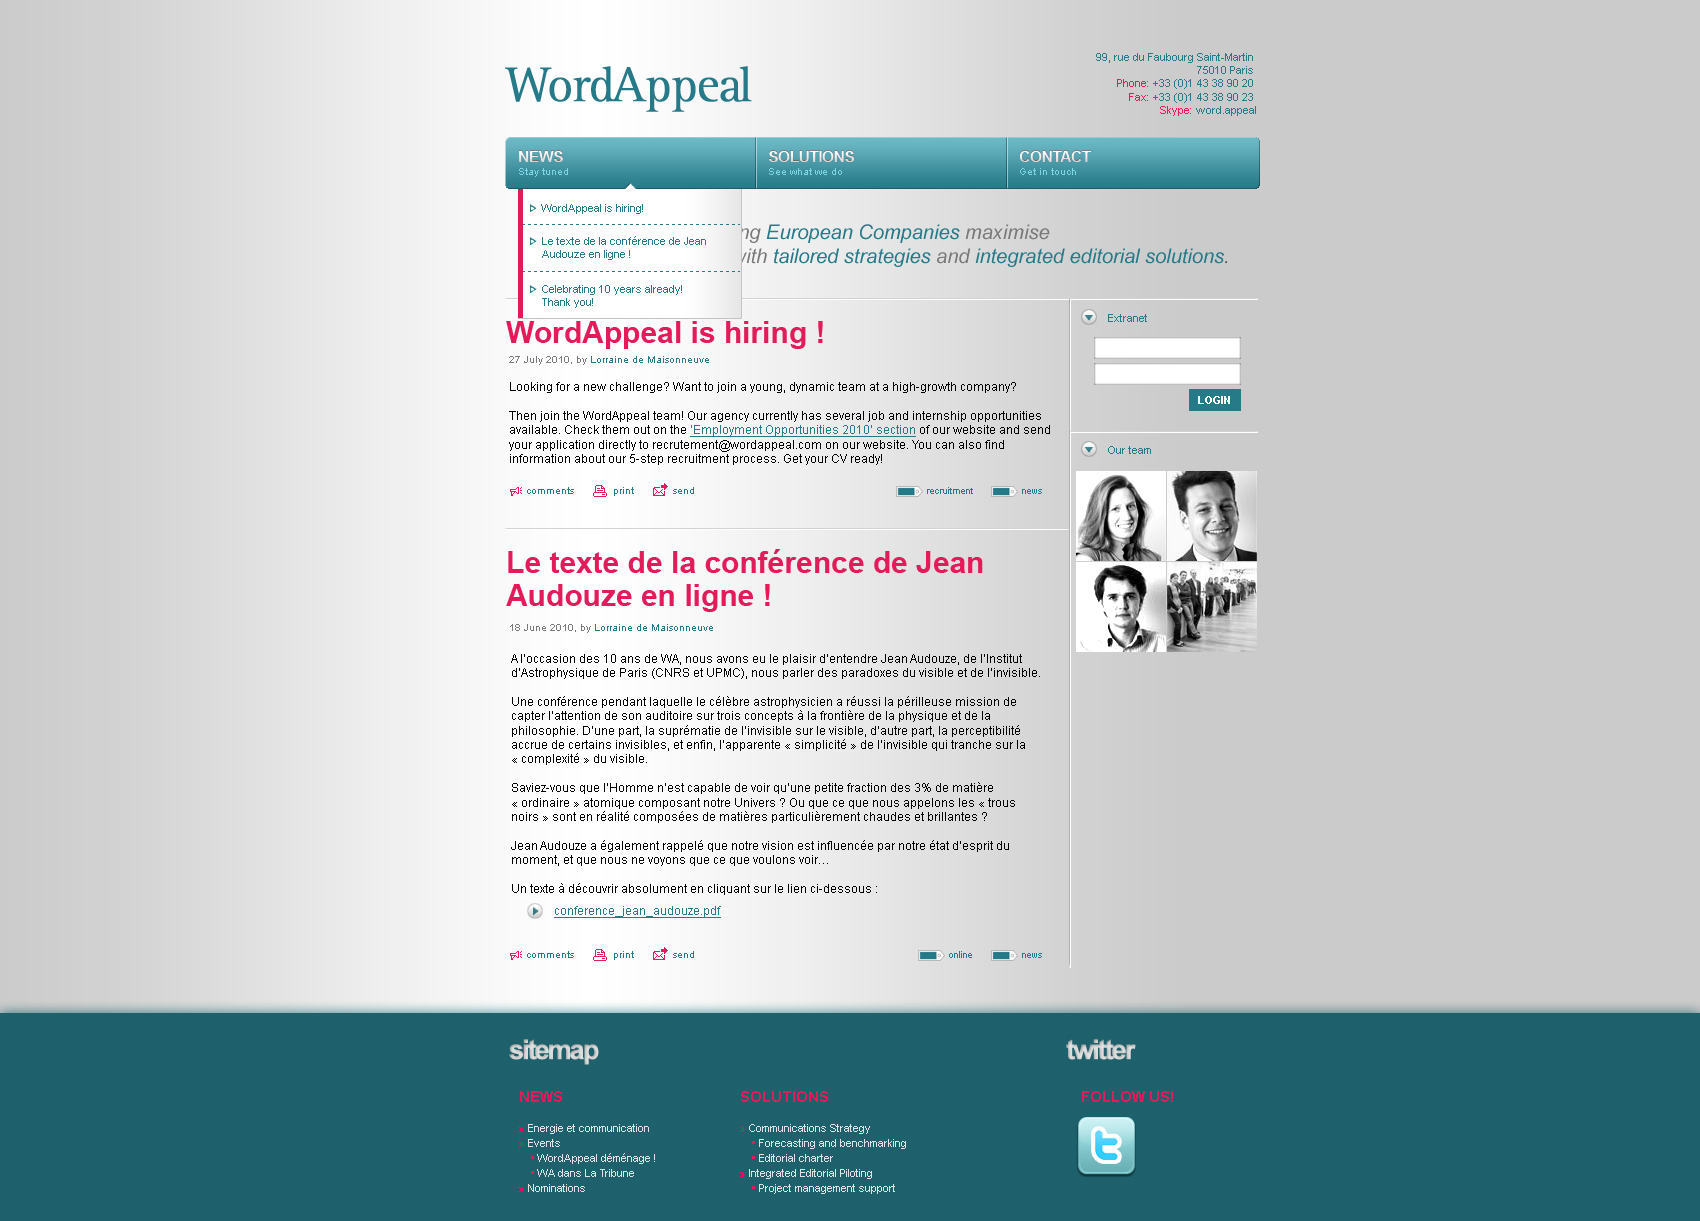 WordAppeal
99, rue du Faubourg Saint-Martin
75010 Paris
Phone: +33 (0)1 43 38 90 20
Fax: +33 (0)1 43 38 90 23
Skype: word.appeal
NEWS
Stay tuned
SOLUTIONS
See what we do
CONTACT
Get in touch
WordAppeal is hiring!
Le texte de la conférence de Jean
Audouze en ligne !
Celebrating 10 years already!
Thank you!
European Companies maximise
tailored strategies and integrated editorial solutions.
WordAppeal is hiring !
27 July 2010, by Lorraine de Maisonneuve
Looking for a new challenge? Want to join a young, dynamic team at a high-growth company?
Then join the WordAppeal team! Our agency currently has several job and internship opportunities
available. Check them out on the 'Employment Opportunities 2010' section of our website and send
your application directly to recrutement@wordappeal.com on our website. You can also find
information about our 5-step recruitment process. Get your CV ready!
comments print send recruitment news
Le texte de la conférence de Jean
Audouze en ligne !
18 June 2010, by Lorraine de Maisonneuve
A l'occasion des 10 ans de WA, nous avons eu le plaisir d'entendre Jean Audouze, de l'Institut
d'Astrophysique de Paris (CNRS et UPMC), nous parler des paradoxes du visible et de l'invisible.
Une conférence pendant laquelle le célèbre astrophysicien a réussi la périlleuse mission de
capter l'attention de son auditoire sur trois concepts à la frontière de la physique et de la
philosophie. D'une part, la suprématie de l'invisible sur le visible, d'autre part, la perceptibilité
accrue de certains invisibles, et enfin, l'apparente « simplicité » de l'invisible qui tranche sur la
« complexité » du visible.
Saviez-vous que l'Homme n'est capable de voir qu'une petite fraction des 3% de matière
« ordinaire » atomique composant notre Univers ? Ou que ce que nous appelons les « trous
noirs » sont en réalité composées de matières particulièrement chaudes et brillantes ?
Jean Audouze a également rappelé que notre vision est influencée par notre état d'esprit du
moment, et que nous ne voyons que ce que voulons voir...
Un texte à découvrir absolument en cliquant sur le lien ci-dessous :
conference_jean_audouze.pdf
comments print send online news
Extranet
LOGIN
Our team
sitemap
NEWS
Energie et communication
Events
WordAppeal déménage !
WA dans La Tribune
Nominations
SOLUTIONS
Communications Strategy
Forecasting and benchmarking
Editorial charter
Integrated Editorial Piloting
Project management support
twitter
FOLLOW US!